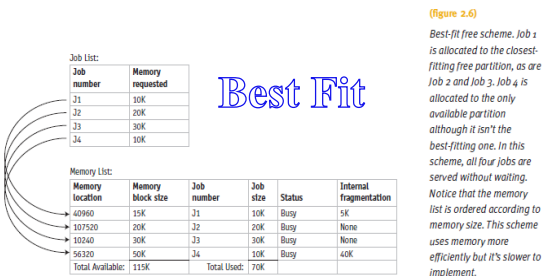 (figure 2.6)
Best-fit free scheme. Job 1
is allocated to the closest-
fitting free partition, as are
Job 2 and Job 3. Job 4 is
allocated to the only
available partition
although it isn't the
best-fitting one. In this
scheme, all four jobs are
served without waiting.
Notice that the memory
list is ordered according to
memory size. This scheme
uses memory more
efficiently but it's slower to
implement.
Best Fit
Job List:
Job number Memory requested
J1 10K
J2 20K
J3 30K
J4 10K
Memory List:
Memory location Memory block size Job number Job size Status Internal fragmentation
40960 15K J1 10K Busy 5K
107520 20K J2 20K Busy None
10240 30K J3 30K Busy None
56320 50K J4 10K Busy 40K
Total Available: 115K Total Used: 70K